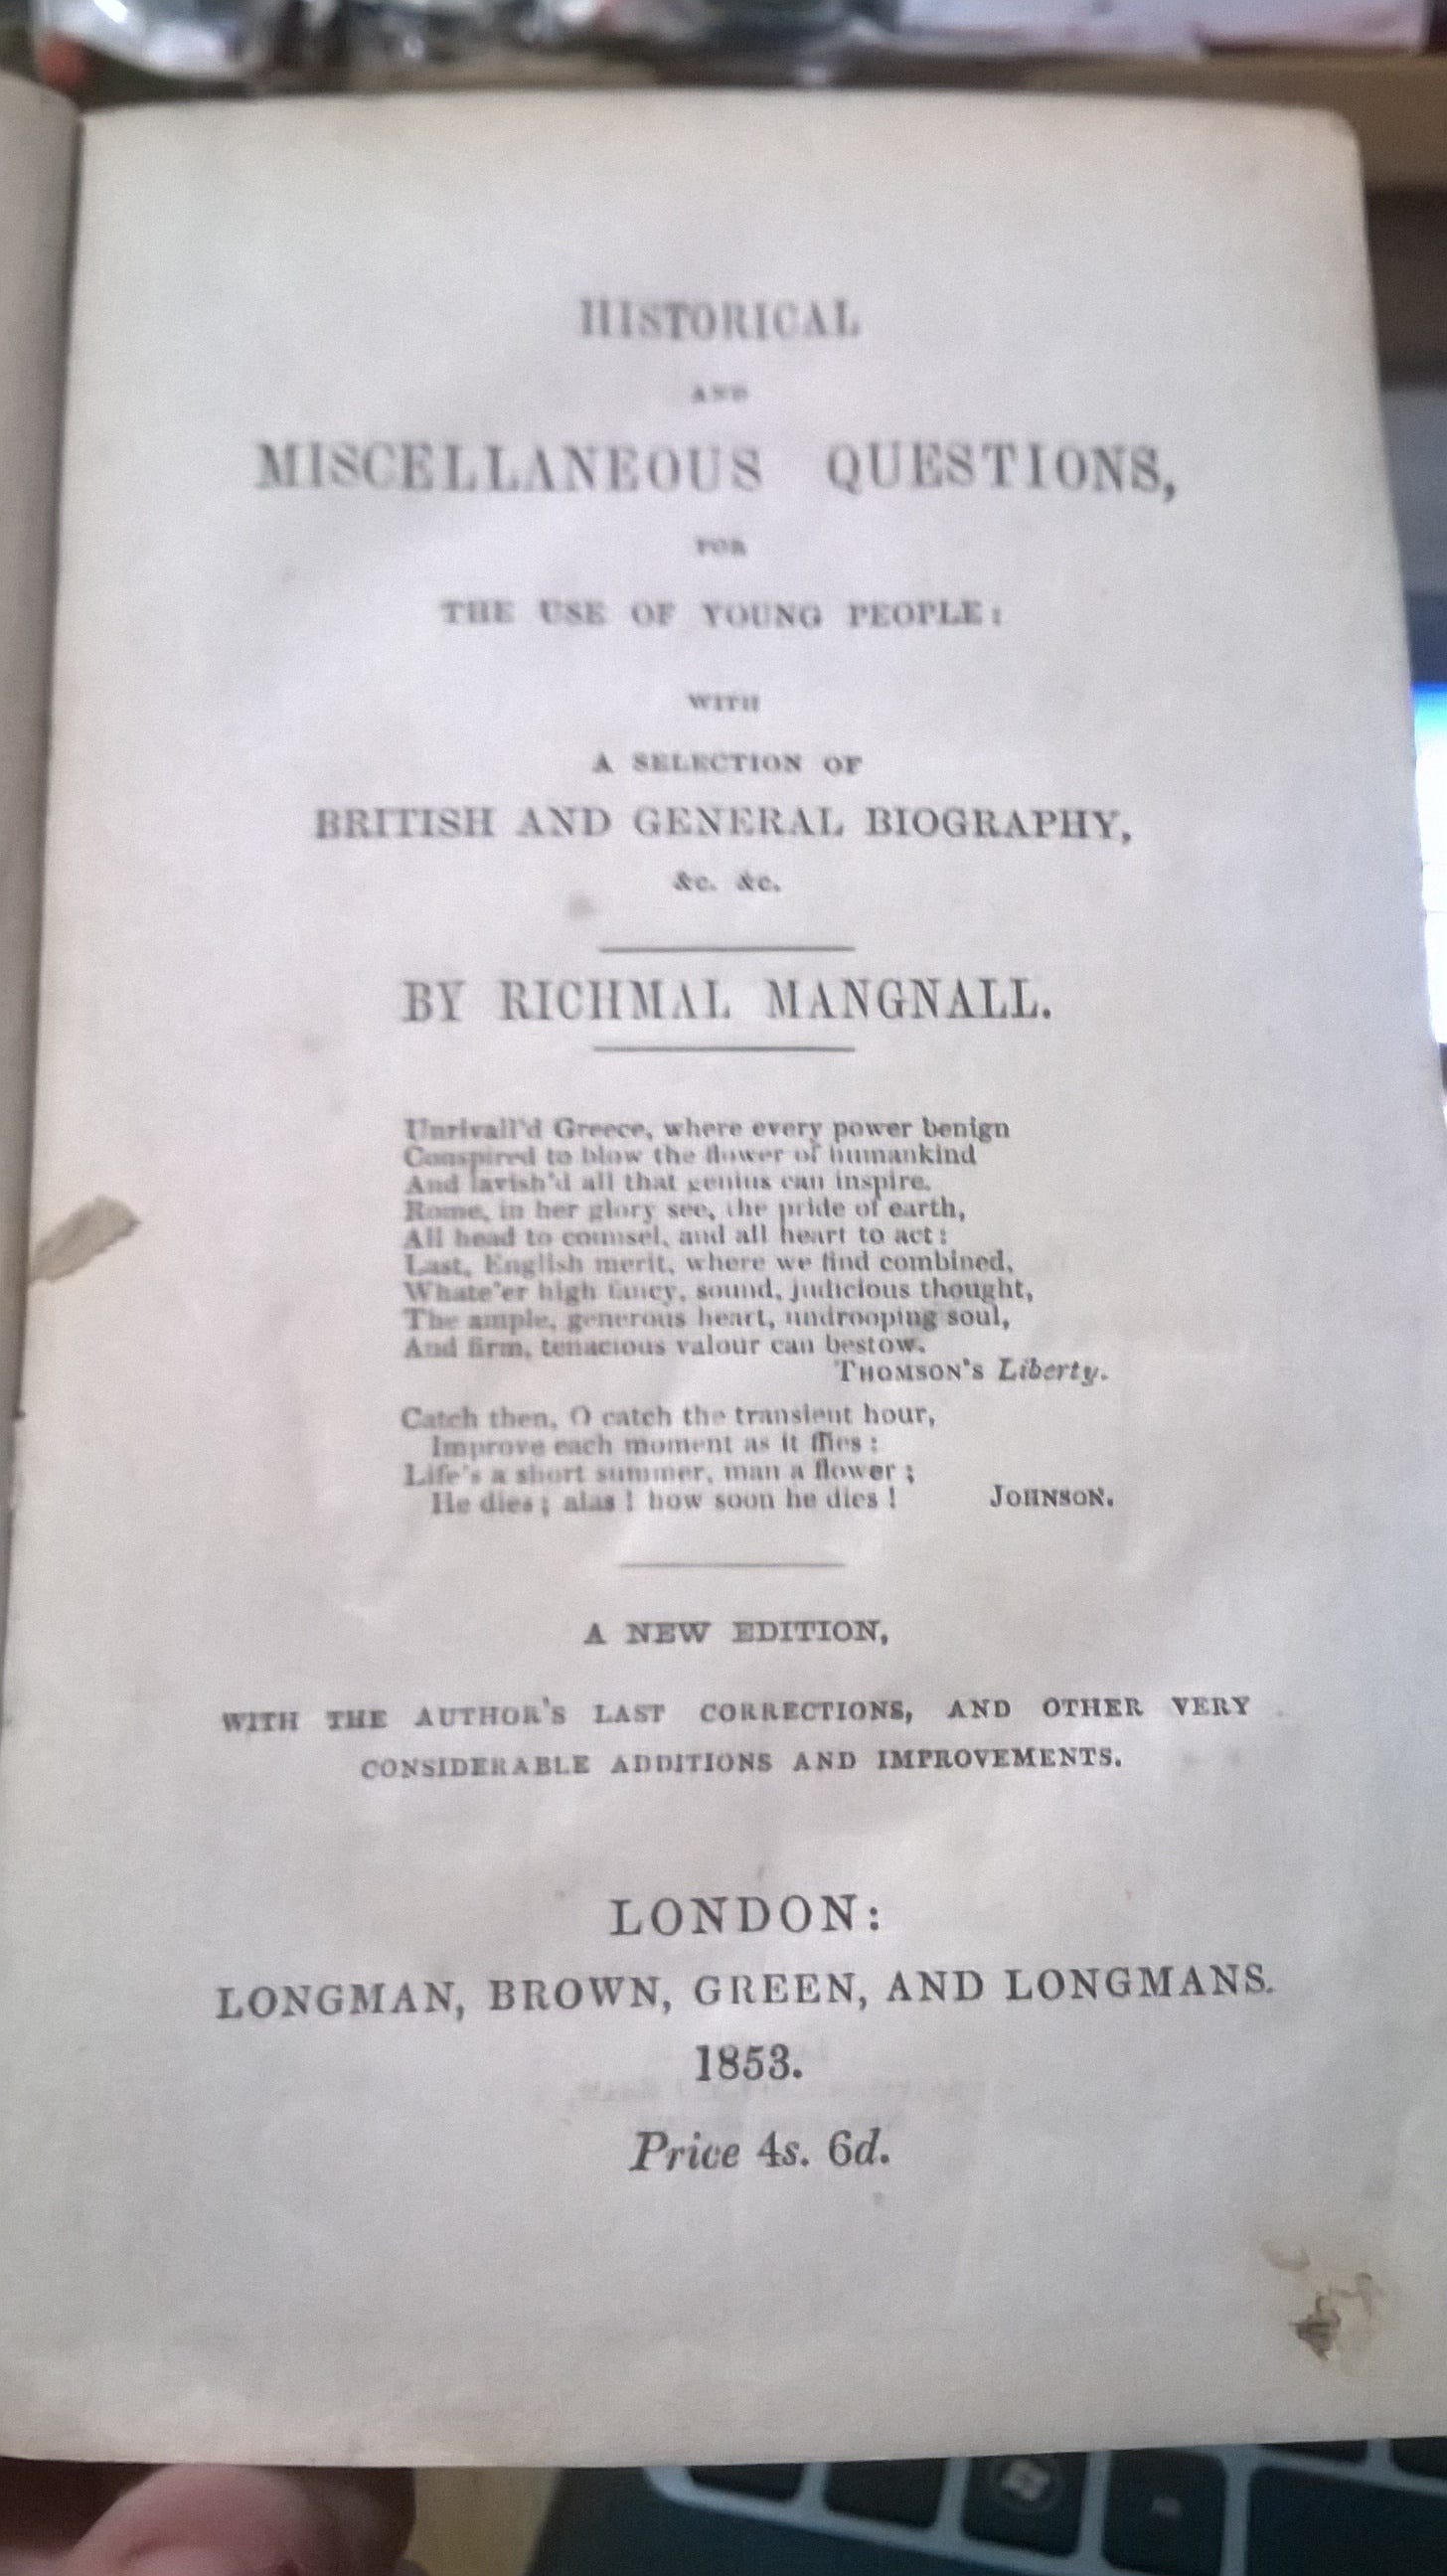 HISTORICAL
AND
MISCELLANEOUS QUESTIONS,
FOR
THE USE OF YOUNG PEOPLE:
WITH
A SELECTION OF
BRITISH AND GENERAL BIOGRAPHY,
&c. &c.
BY RICHMAL MANGNALL.
Unrivall'd Greece, where every power benign
Conspired to blow the flower of humankind
And lavish'd all that genius can inspire.
Rome, in her glory see, the pride of earth,
All head to counsel, and all heart to act:
Last, English merit, where we find combined,
Whate'er high fancy, sound, judicious thought,
The ample, generous heart, undrooping soul,
And firm, tenacious valour can bestow.
THOMSON'S Liberty.
Catch then, O catch the transient hour,
Improve each moment as it flies:
Life's a short summer, man a flower;
He dies; alas! how soon he dies! JOHNSON.
A NEW EDITION,
WITH THE AUTHOR'S LAST CORRECTIONS, AND OTHER VERY
CONSIDERABLE ADDITIONS AND IMPROVEMENTS.
LONDON:
LONGMAN, BROWN, GREEN, AND LONGMANS.
1853.
Price 4s. 6d.